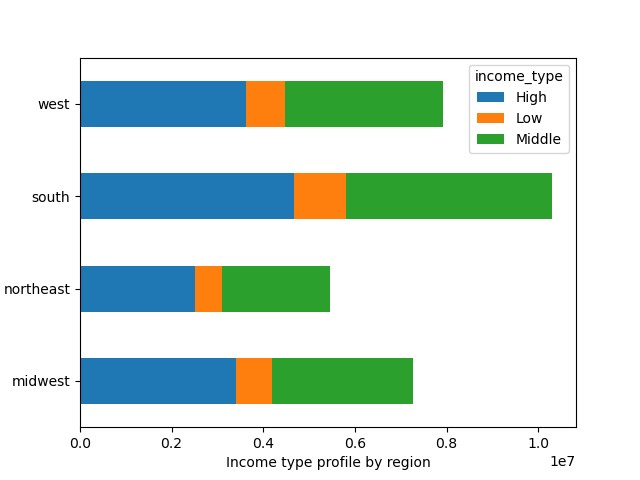 income_type
High
Low
Middle
west
south
northeast
midwest
0.0 0.2 0.4 0.6 0.8 1.0
1e7
Income type profile by region